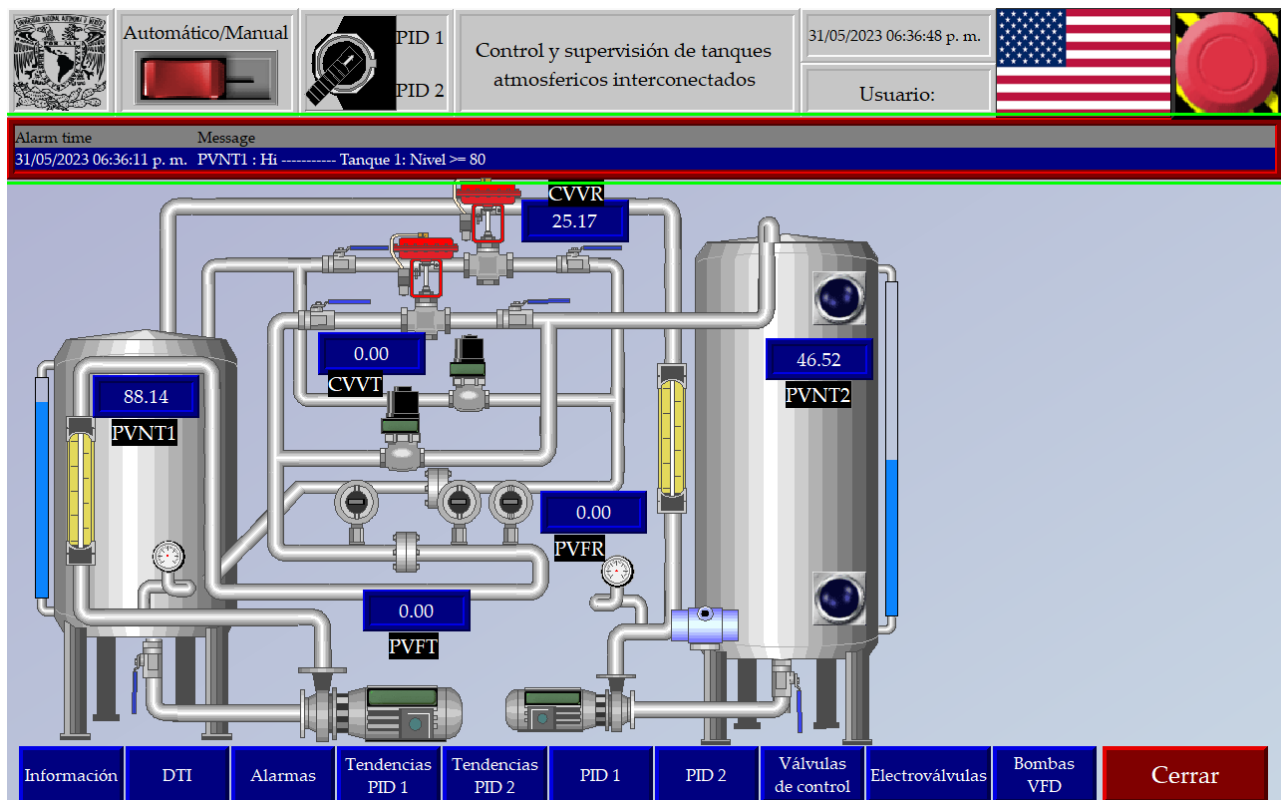 Automático/Manual
PID 1
PID 2
Control y supervisión de tanques
atmosfericos interconectados
31/05/2023 06:36:48 p. m.
Usuario:
Alarm time Message
31/05/2023 06:36:11 p. m. PVNT1 : Hi ----------- Tanque 1: Nivel >= 80
CVVR
25.17
0.00
CVVT
46.52
PVNT2
88.14
PVNT1
0.00
PVFR
0.00
PVFT
Información
DTI
Alarmas
Tendencias
PID 1
Tendencias
PID 2
PID 1
PID 2
Válvulas
de control
Electroválvulas
Bombas
VFD
Cerrar